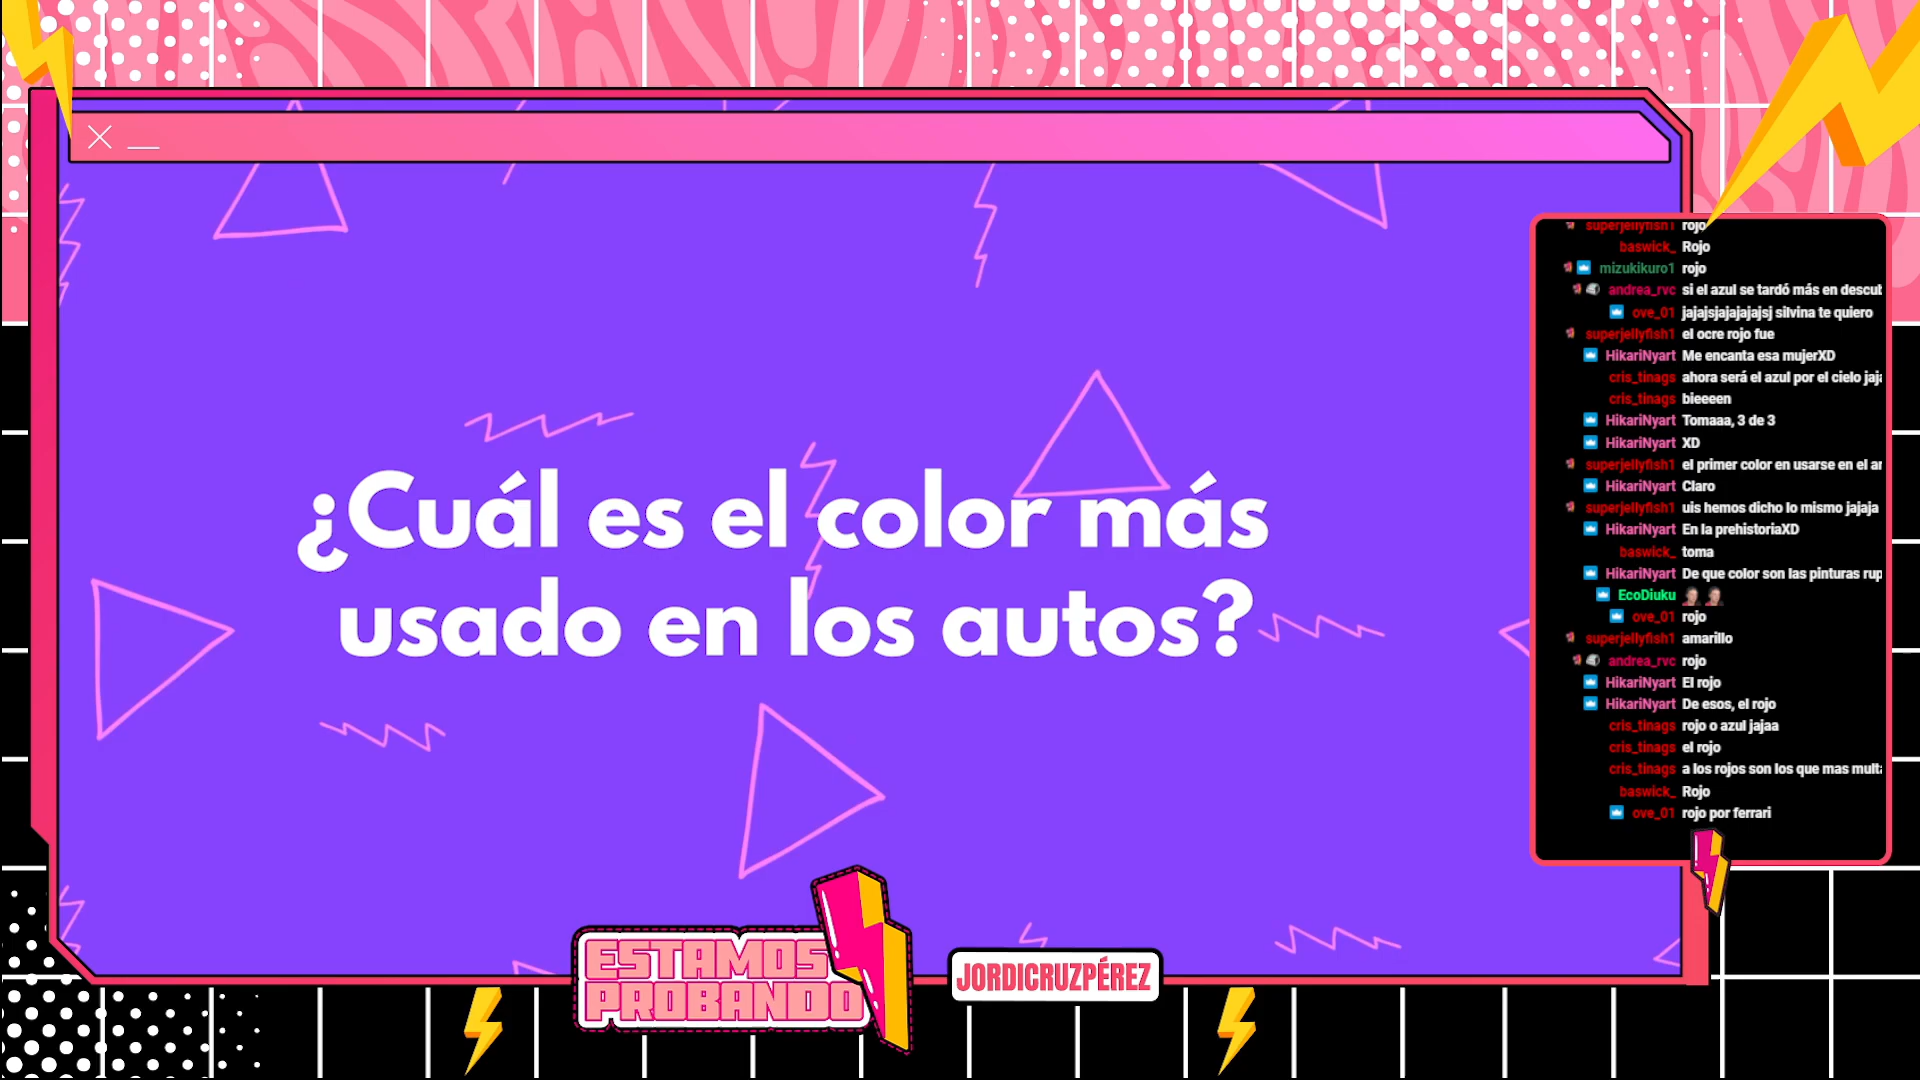 ¿Cuál es el color más
usado en los autos?
superjellyfish1 rojo
baswick_ Rojo
mizukikuro1 rojo
andrea_rvc si el azul se tardó más en descub
ove_01 jajajsjajajajajsj silvina te quiero
superjellyfish1 el ocre rojo fue
HikariNyart Me encanta esa mujerXD
cris_tinags ahora será el azul por el cielo jaja
cris_tinags bieeeen
HikariNyart Tomaaa, 3 de 3
HikariNyart XD
superjellyfish1 el primer color en usarse en el ar
HikariNyart Claro
superjellyfish1 uis hemos dicho lo mismo jajaja
HikariNyart En la prehistoriaXD
baswick_ toma
HikariNyart De que color son las pinturas rup
EcoDiuku
ove_01 rojo
superjellyfish1 amarillo
andrea_rvc rojo
HikariNyart El rojo
HikariNyart De esos, el rojo
cris_tinags rojo o azul jajaa
cris_tinags el rojo
cris_tinags a los rojos son los que mas multa
baswick_ Rojo
ove_01 rojo por ferrari
ESTAMOS
PROBANDO
JORDICRUZPÉREZ